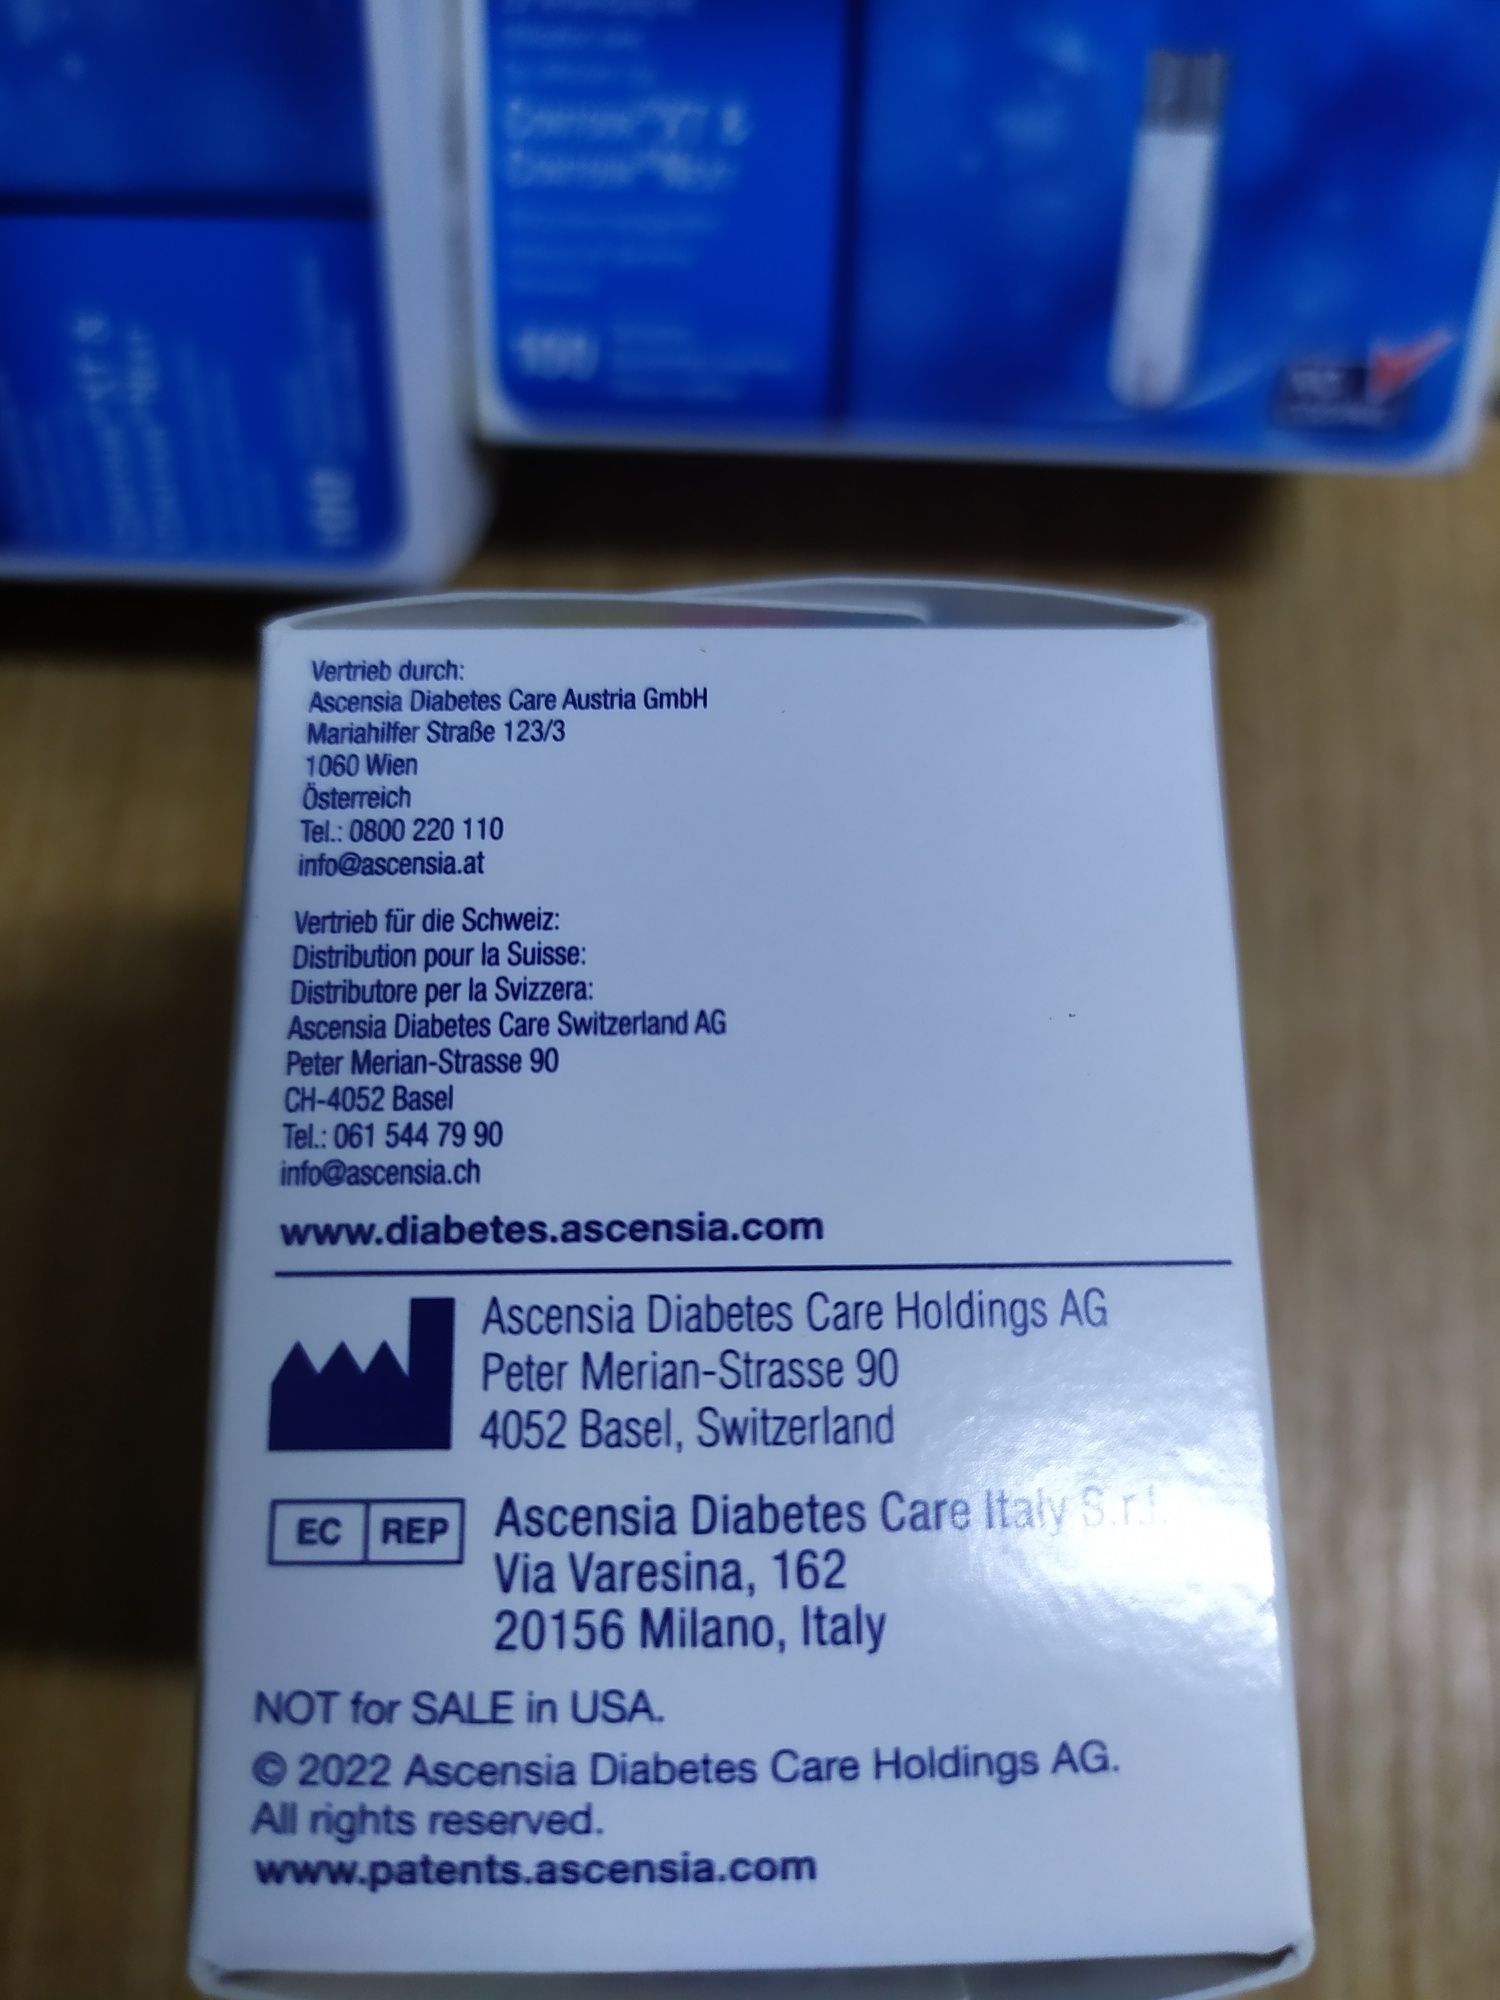 100
100
Vertrieb durch:
Ascensia Diabetes Care Austria GmbH
Mariahilfer Straße 123/3
1060 Wien
Österreich
Tel.: 0800 220 110
info@ascensia.at
Vertrieb für die Schweiz:
Distribution pour la Suisse:
Distributore per la Svizzera:
Ascensia Diabetes Care Switzerland AG
Peter Merian-Strasse 90
CH-4052 Basel
Tel.: 061 544 79 90
info@ascensia.ch
www.diabetes.ascensia.com
Ascensia Diabetes Care Holdings AG
Peter Merian-Strasse 90
4052 Basel, Switzerland
EC REP Ascensia Diabetes Care Italy S.r.l.
Via Varesina, 162
20156 Milano, Italy
NOT for SALE in USA.
© 2022 Ascensia Diabetes Care Holdings AG.
All rights reserved.
www.patents.ascensia.com